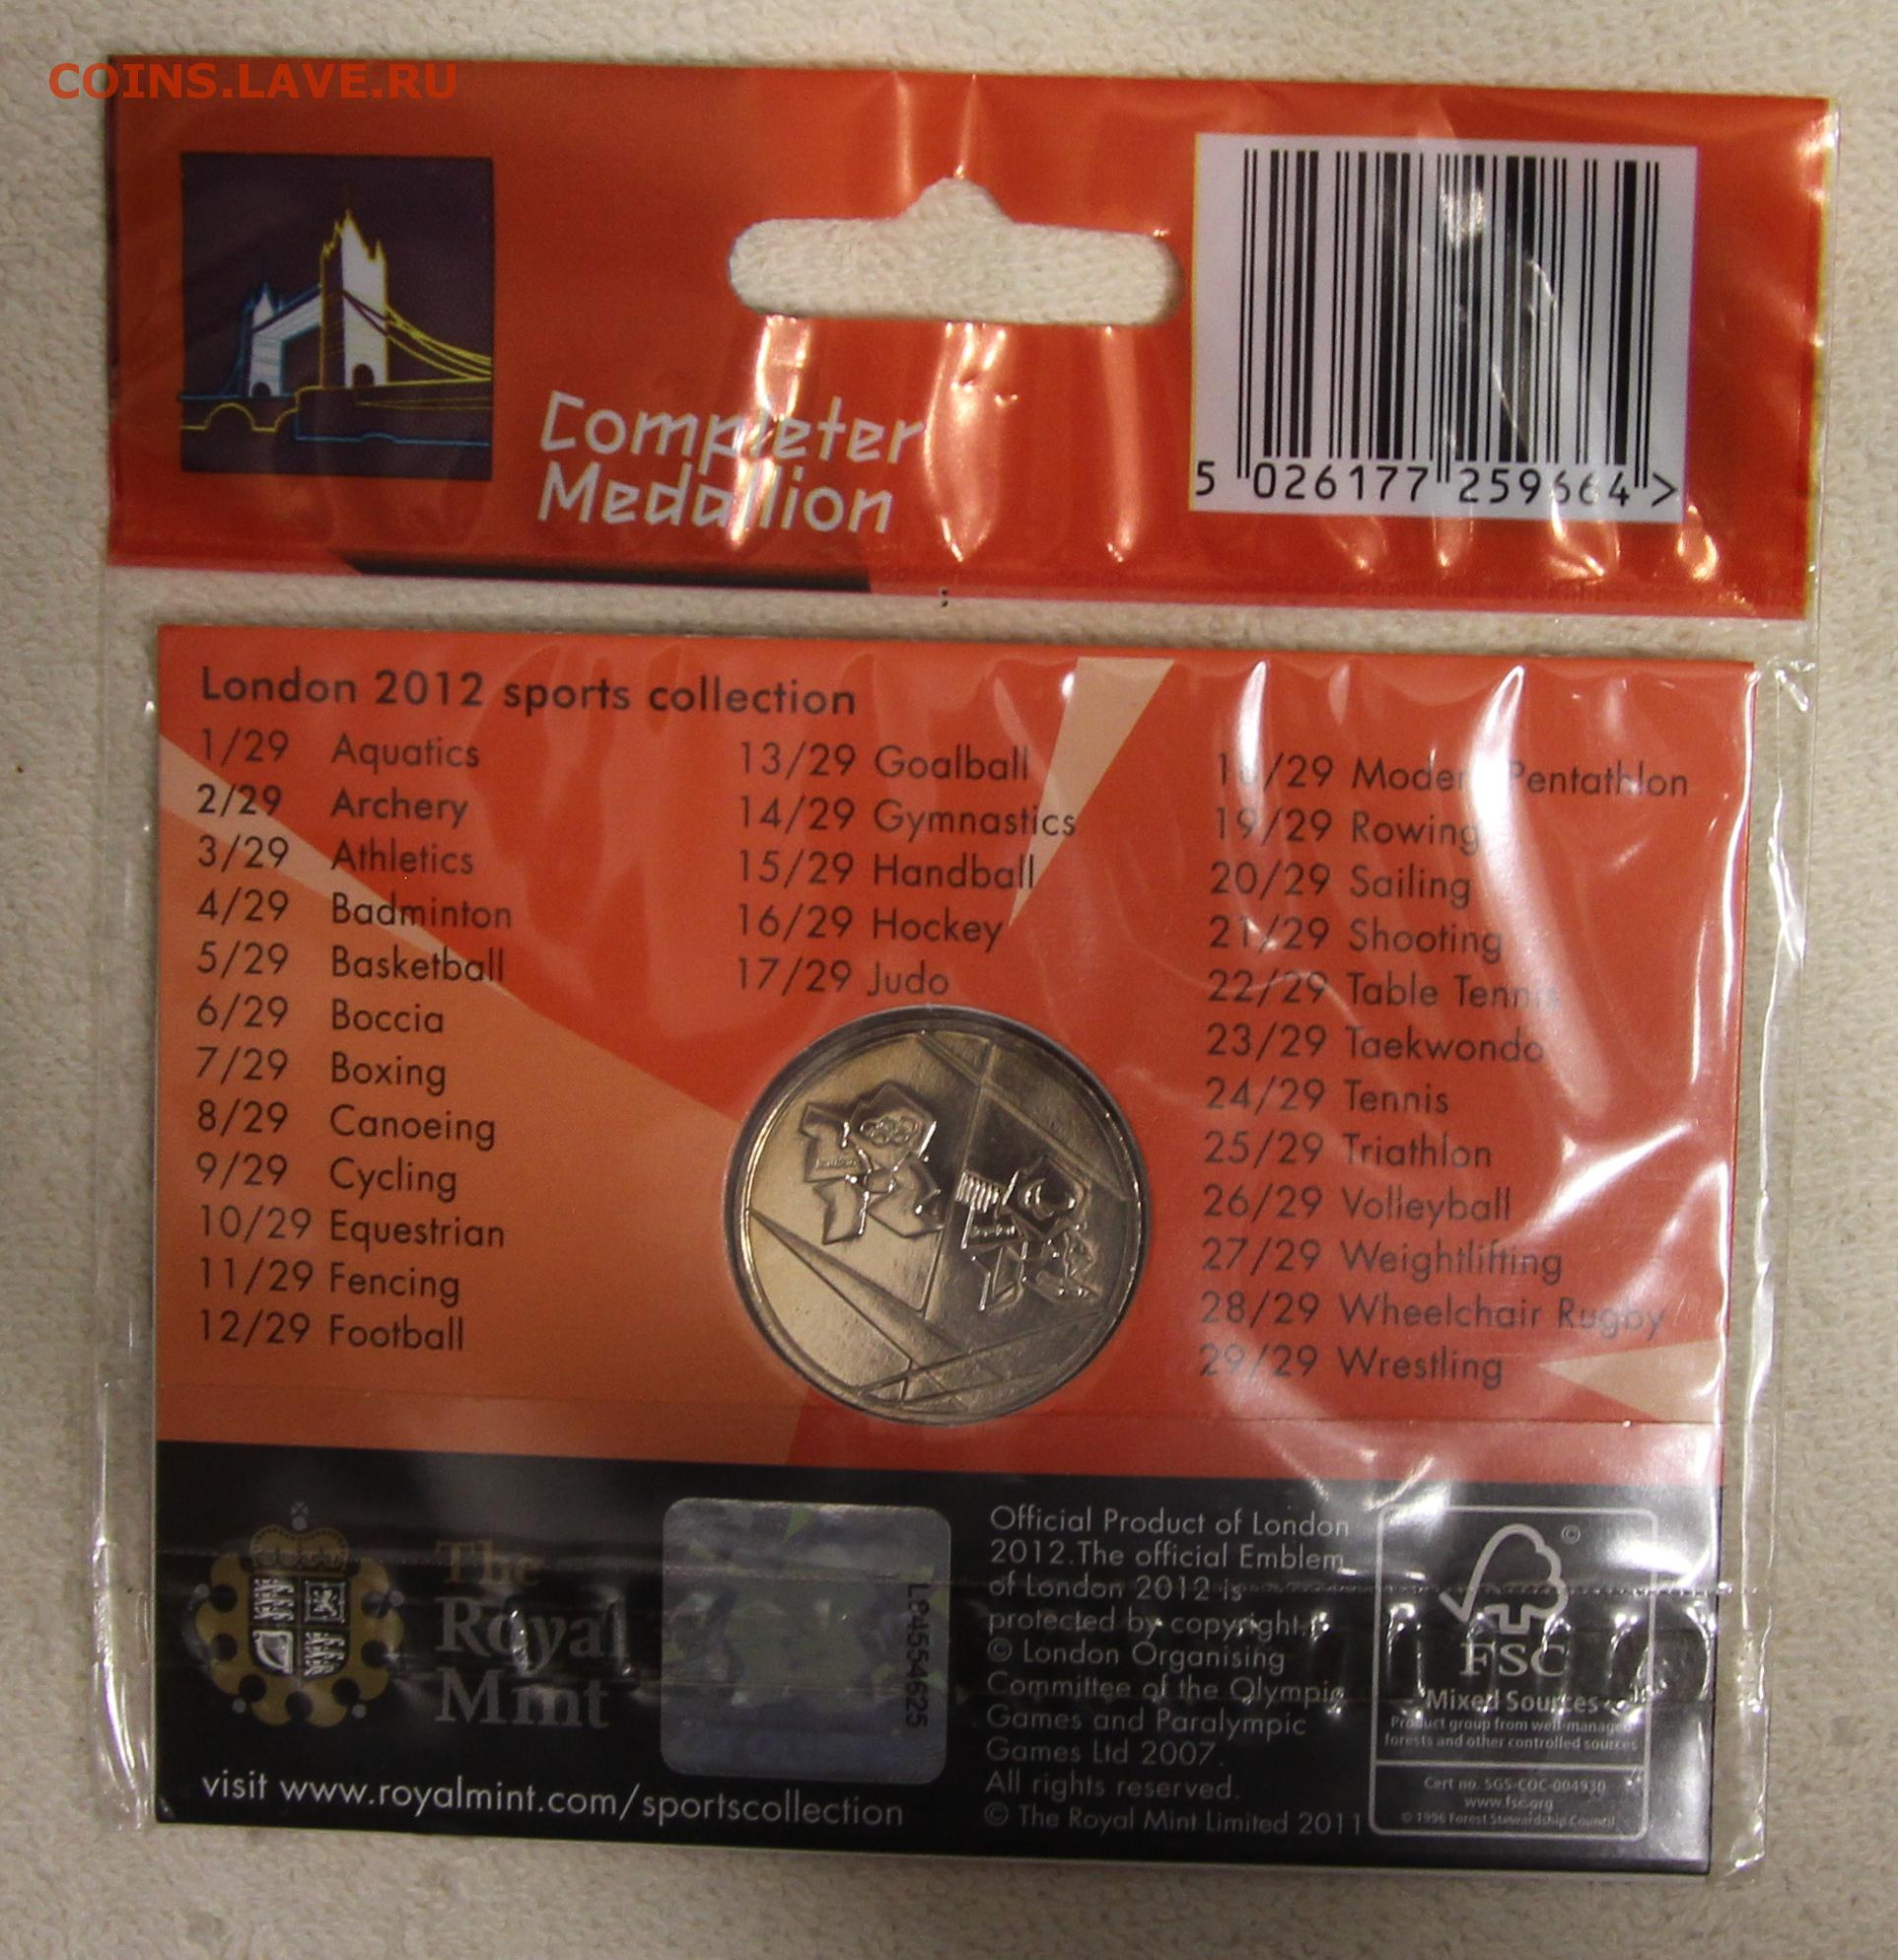 COINS.LAVE.RU
Completer
Medallion
5 026177 259664 >
London 2012 sports collection
1/29 Aquatics
2/29 Archery
3/29 Athletics
4/29 Badminton
5/29 Basketball
6/29 Boccia
7/29 Boxing
8/29 Canoeing
9/29 Cycling
10/29 Equestrian
11/29 Fencing
12/29 Football
13/29 Goalball
14/29 Gymnastics
15/29 Handball
16/29 Hockey
17/29 Judo
18/29 Modern Pentathlon
19/29 Rowing
20/29 Sailing
21/29 Shooting
22/29 Table Tennis
23/29 Taekwondo
24/29 Tennis
25/29 Triathlon
26/29 Volleyball
27/29 Weightlifting
28/29 Wheelchair Rugby
29/29 Wrestling
The
Royal
Mint
visit www.royalmint.com/sportscollection
Official Product of London
2012.The official Emblem
of London 2012 is
protected by copyright.
© London Organising
Committee of the Olympic
Games and Paralympic
Games Ltd 2007.
All rights reserved.
© The Royal Mint Limited 2011
©
FSC
Mixed Sources
Product group from well-managed
forests and other controlled sources
Cert no. SGS-COC-004930
www.fsc.org
© 1996 Forest Stewardship Council